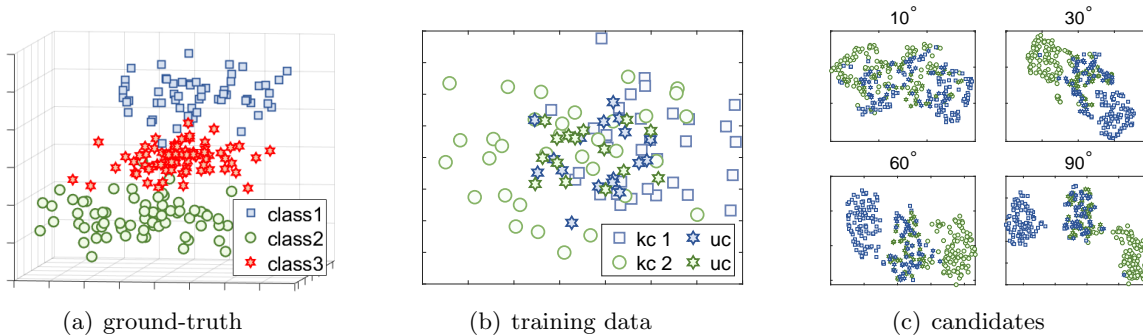 class1
class2
class3
(a) ground-truth
kc 1 uc
kc 2 uc
(b) training data
10° 30°
60° 90°
(c) candidates